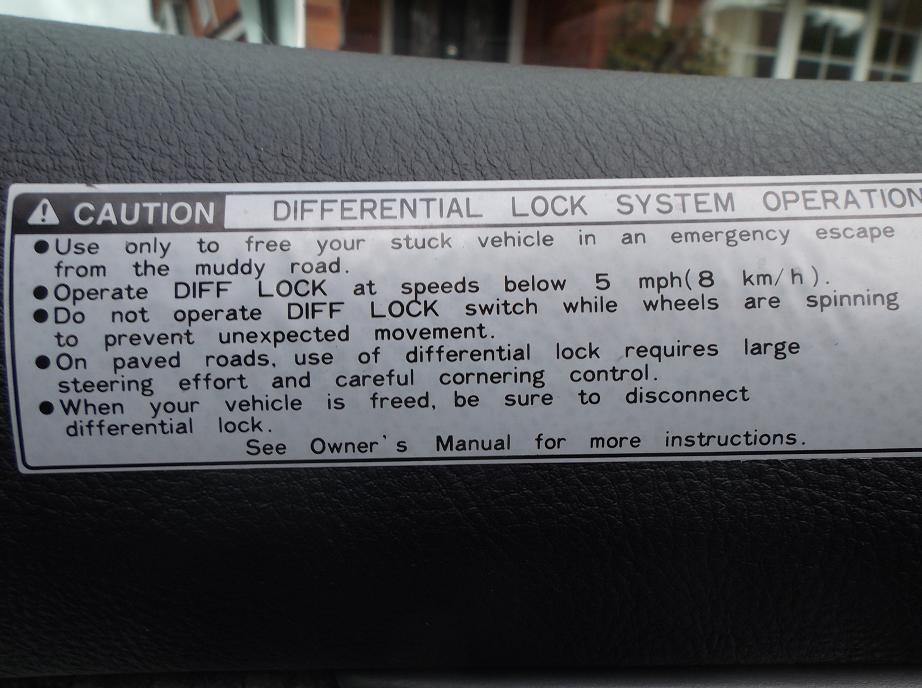 CAUTION DIFFERENTIAL LOCK SYSTEM OPERATION
●Use only to free your stuck vehicle in an emergency escape
from the muddy road.
●Operate DIFF LOCK at speeds below 5 mph(8 km/h).
●Do not operate DIFF LOCK switch while wheels are spinning
to prevent unexpected movement.
●On paved roads, use of differential lock requires large
steering effort and careful cornering control.
●When your vehicle is freed, be sure to disconnect
differential lock.
See Owner's Manual for more instructions.